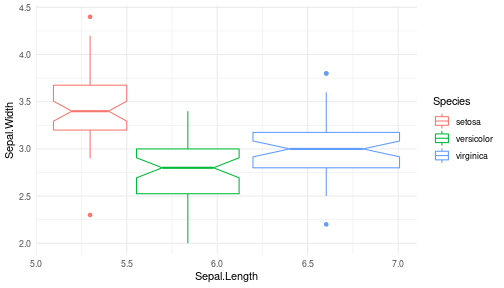 4.5
4.0
3.5
3.0
2.5
2.0
Sepal.Width
5.0 5.5 6.0 6.5 7.0
Sepal.Length
Species
setosa
versicolor
virginica